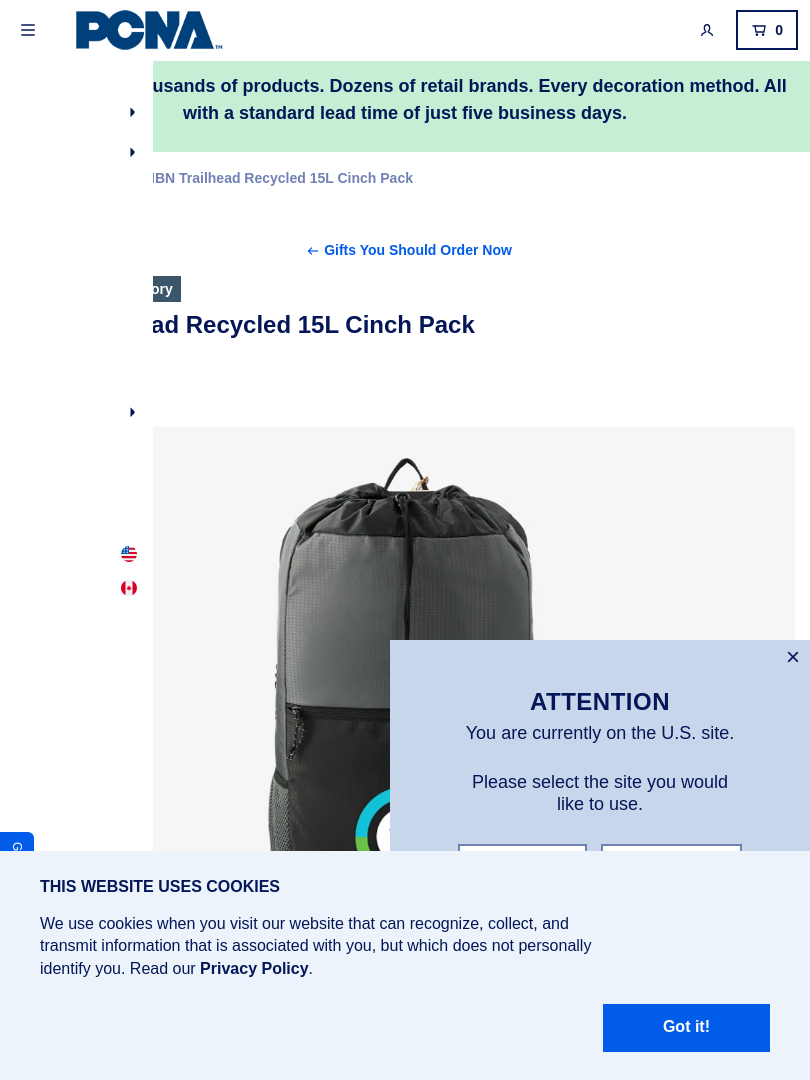 PCNA™
0
usands of products. Dozens of retail brands. Every decoration method. All
with a standard lead time of just five business days.
BN Trailhead Recycled 15L Cinch Pack
← Gifts You Should Order Now
ory
ad Recycled 15L Cinch Pack
ATTENTION
You are currently on the U.S. site.
Please select the site you would
like to use.
G
THIS WEBSITE USES COOKIES
We use cookies when you visit our website that can recognize, collect, and
transmit information that is associated with you, but which does not personally
identify you. Read our Privacy Policy.
Got it!